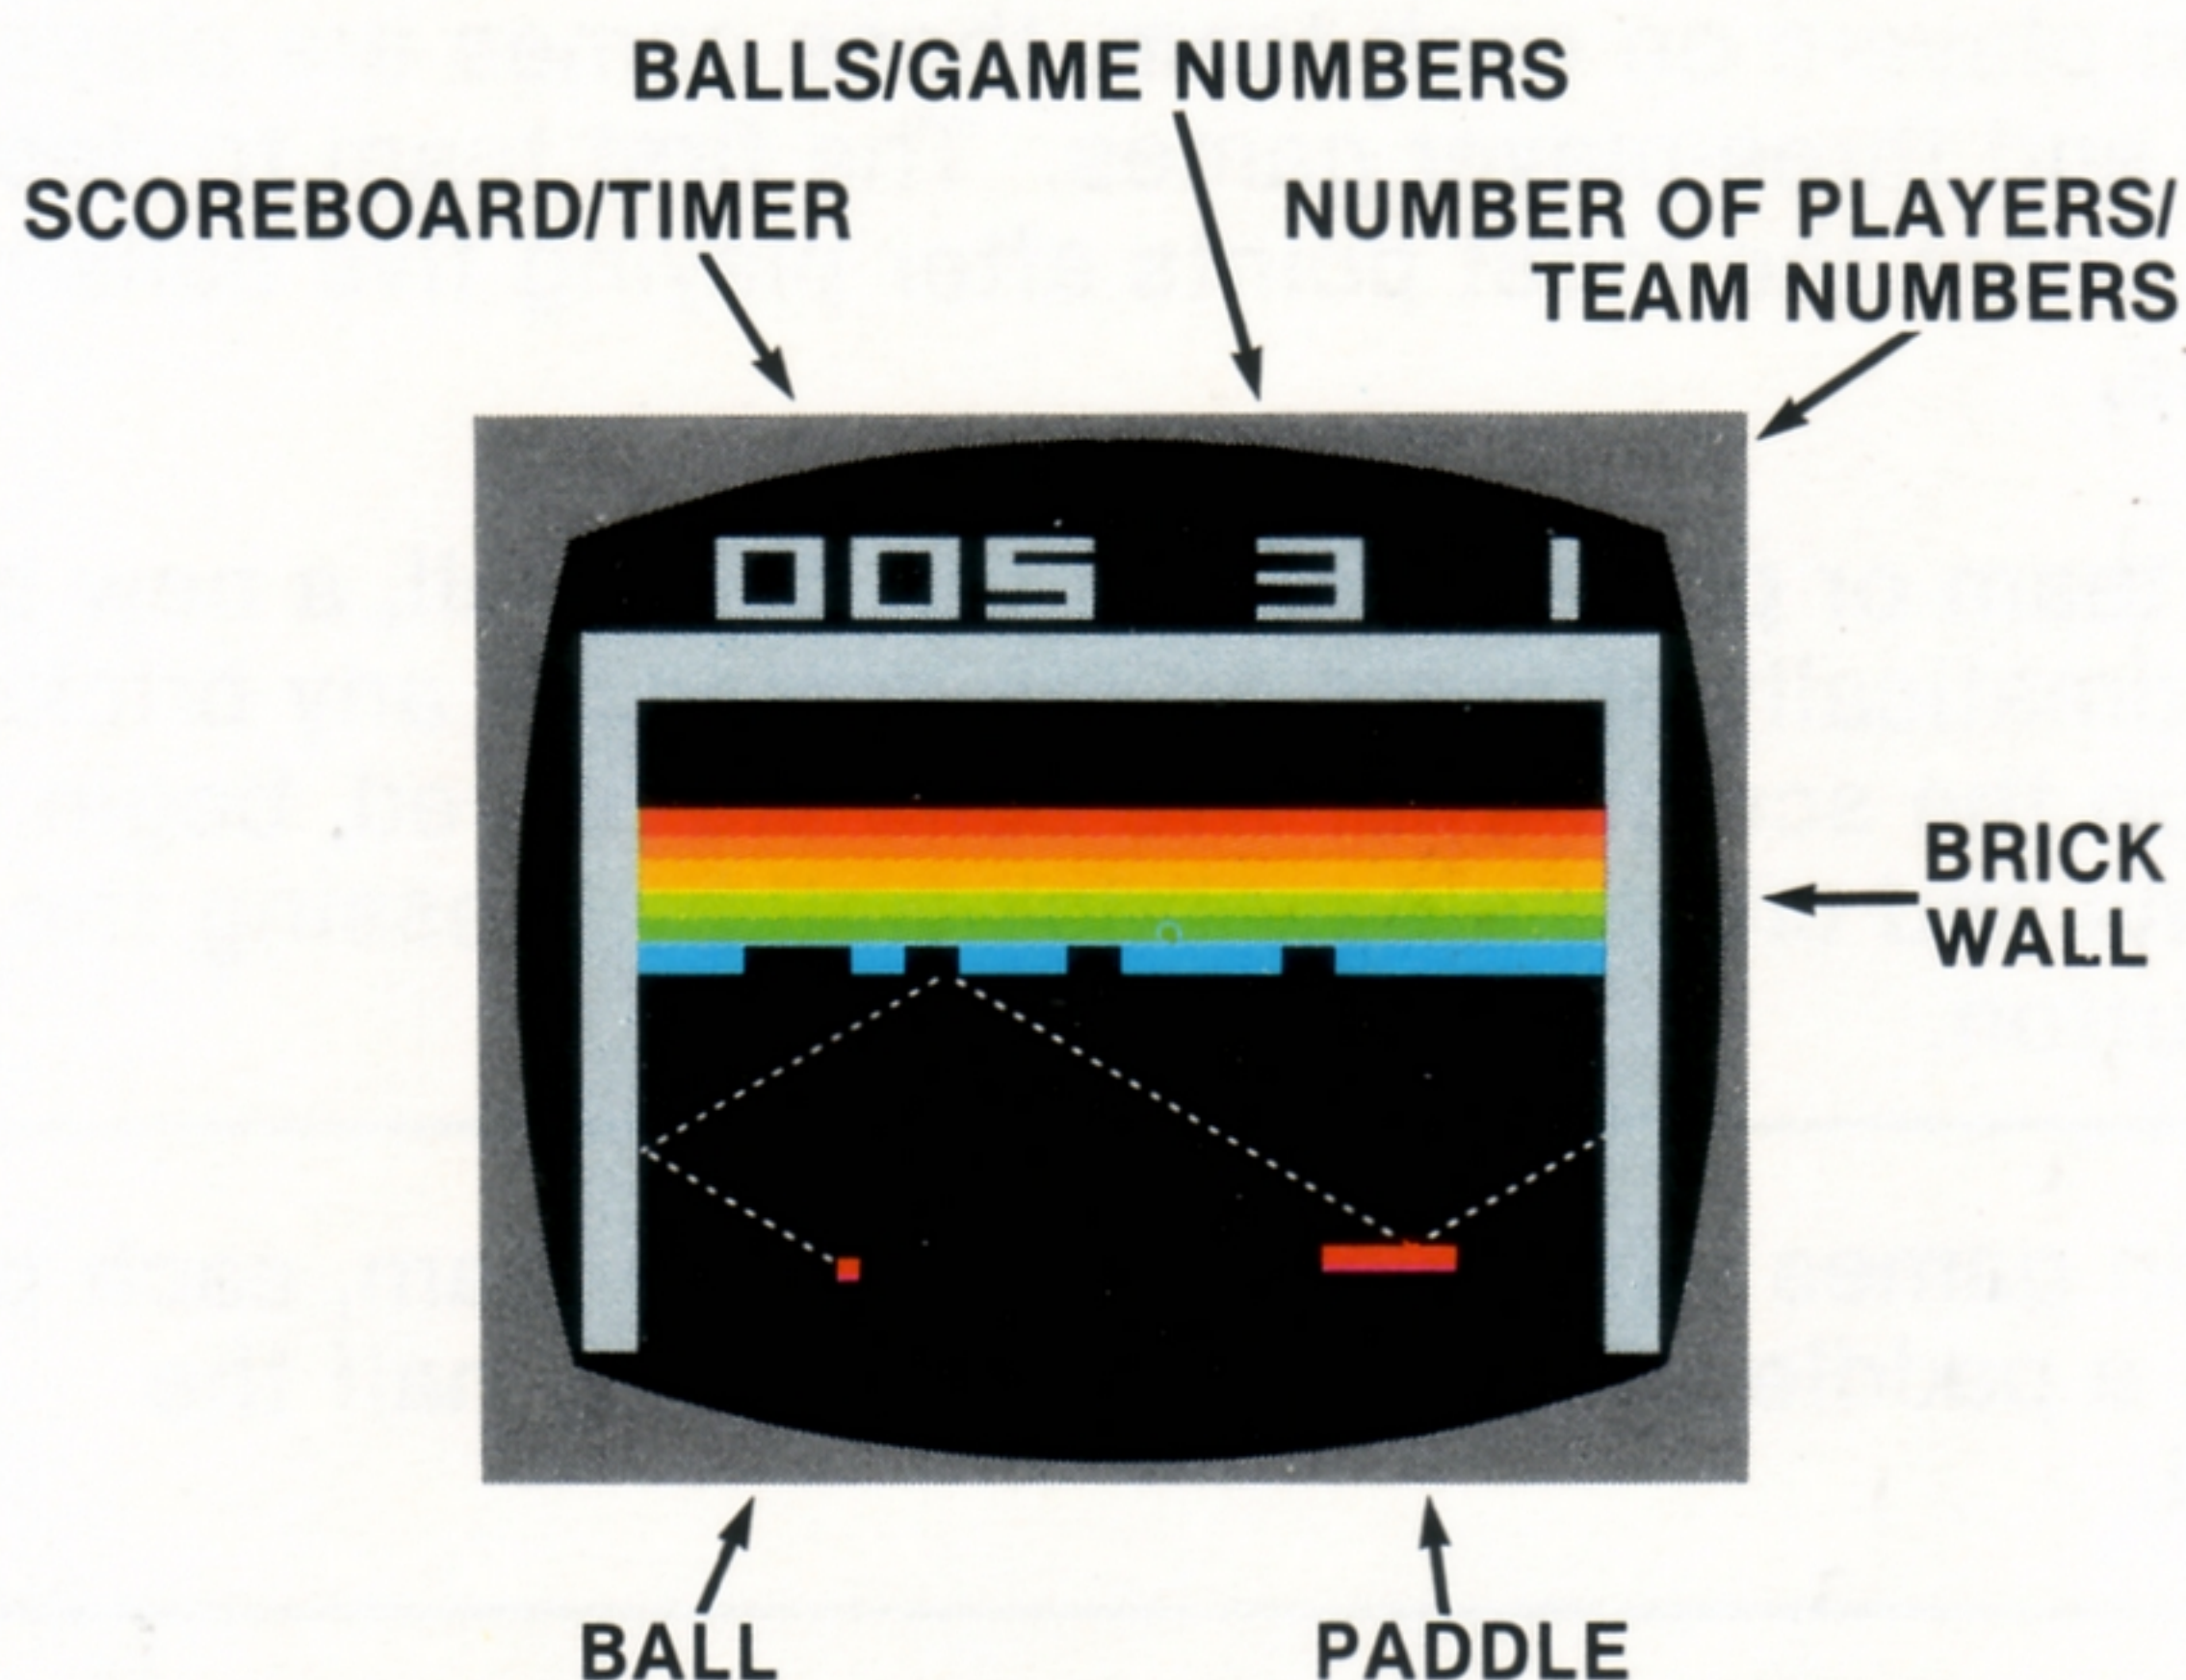 BALLS/GAME NUMBERS
SCOREBOARD/TIMER
NUMBER OF PLAYERS/
TEAM NUMBERS
005 3 1
BRICK
WALL
BALL
PADDLE